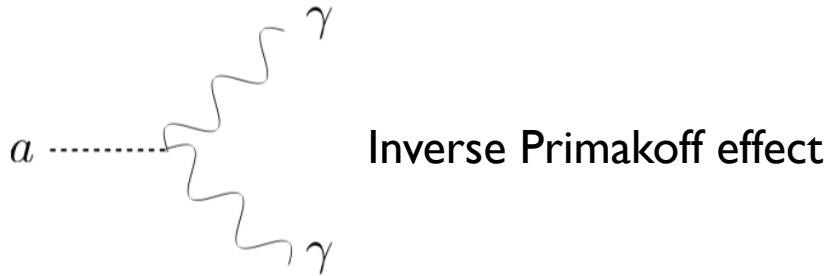 γ
a
Inverse Primakoff effect
γ